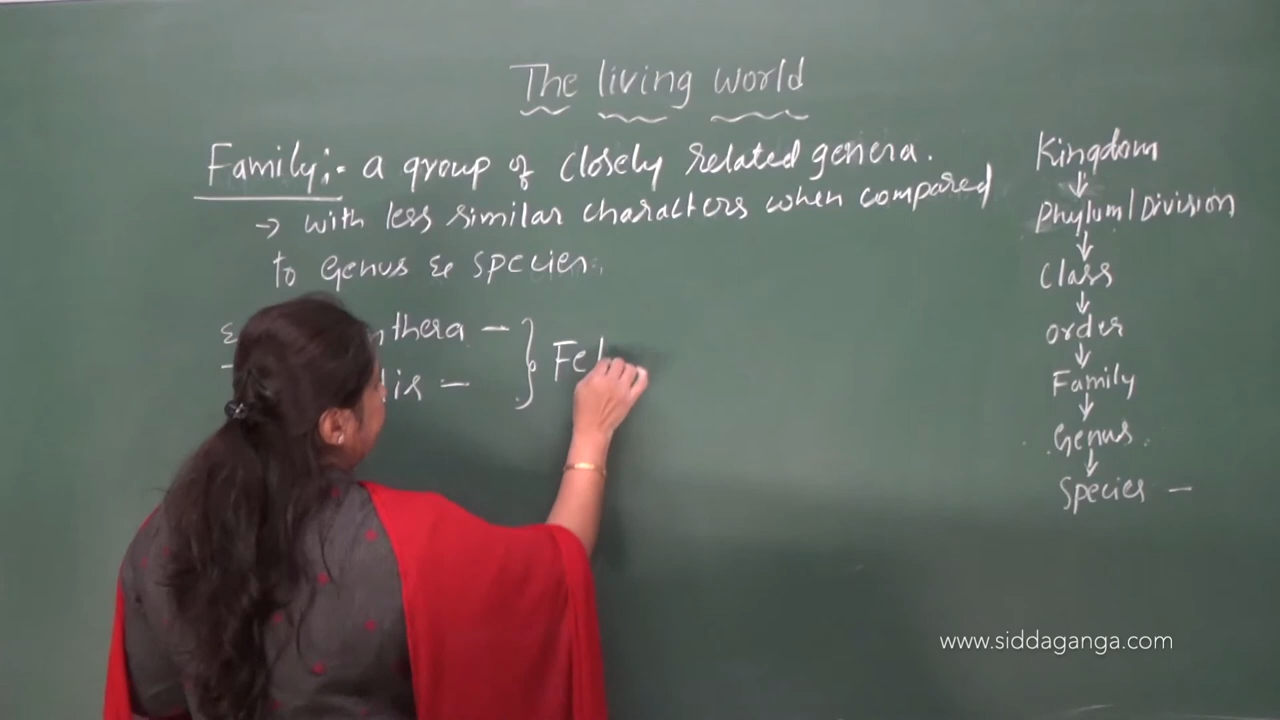 The living world
Family:- a group of closely related genera.
→ with less similar characters when compared
to Genus & Species.
thera —
} Fel
—
Kingdom
↓
Phylum/Division
↓
Class
↓
order
↓
Family
↓
Genus
↓
Species —
www.siddaganga.com